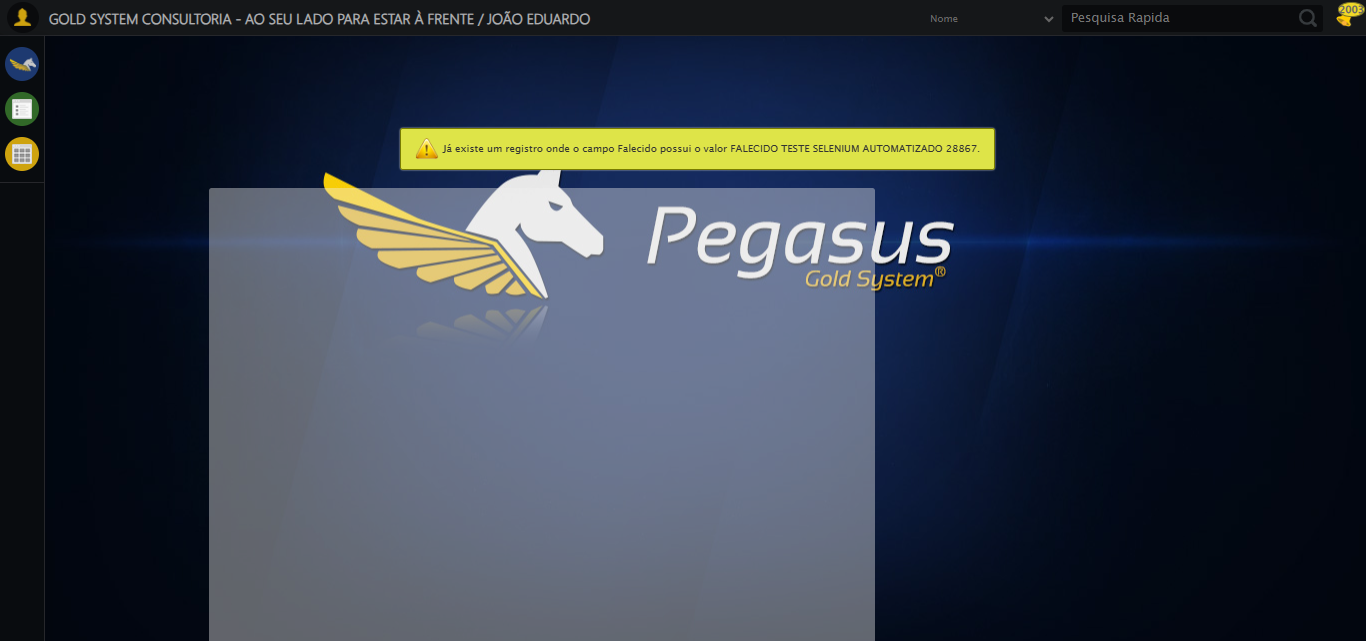 GOLD SYSTEM CONSULTORIA - AO SEU LADO PARA ESTAR À FRENTE / JOÃO EDUARDO
Nome
Pesquisa Rapida
2003
Já existe um registro onde o campo Falecido possui o valor FALECIDO TESTE SELENIUM AUTOMATIZADO 28867.
Pegasus
Gold System®